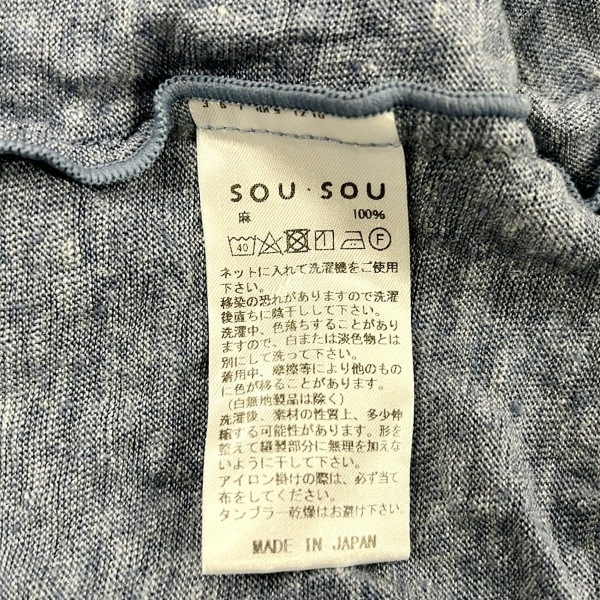 SOU・SOU
麻 100%
40 F
ネットに入れて洗濯機をご使用
下さい。
移染の恐れがありますので洗濯
後直ちに陰干しして下さい。
洗濯中、色落ちすることがあり
ますので、白または淡色物とは
別にして洗って下さい。
着用中、摩擦等により他のもの
に色が移ることがあります。
(白無地製品は除く)
洗濯後、素材の性質上、多少伸
縮する可能性があります。形を
整えて縫製部分に無理を加えな
いように干して下さい。
アイロン掛けの際は、必ず当て
布をしてください。
タンブラー乾燥はお避け下さい。
MADE IN JAPAN